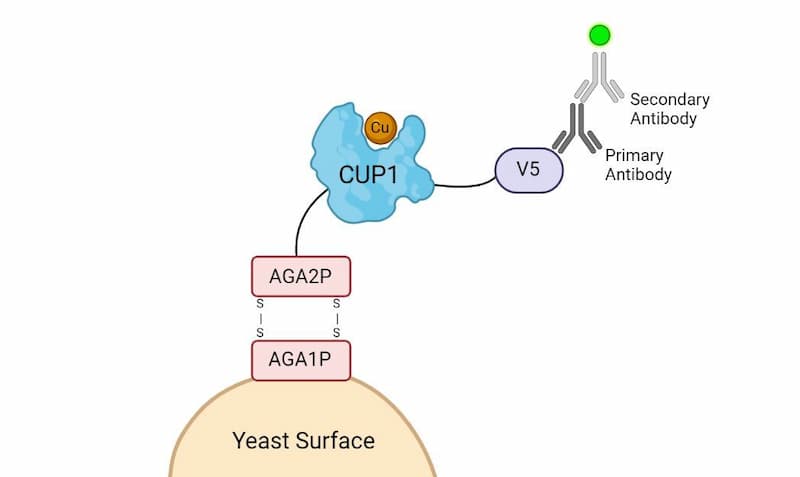 Secondary
Antibody
Cu
CUP1
V5
Primary
Antibody
AGA2P
S S
| |
S S
AGA1P
Yeast Surface